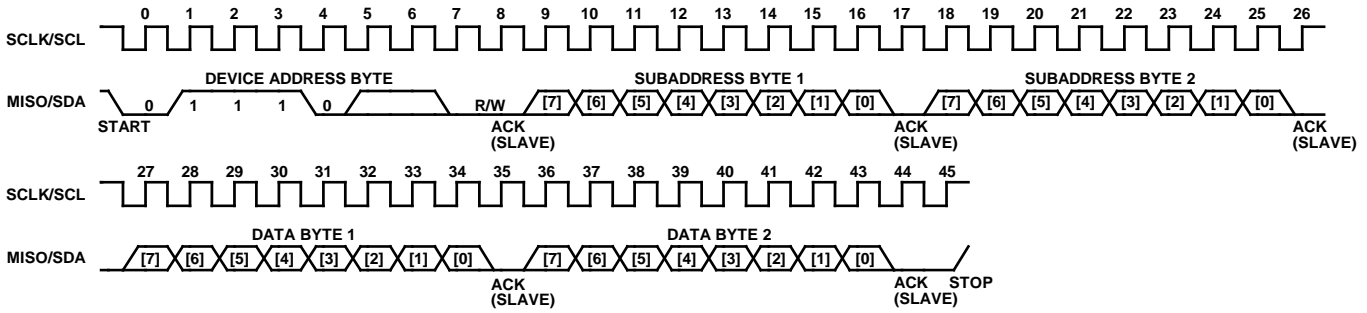 0 1 2 3 4 5 6 7 8 9 10 11 12 13 14 15 16 17 18 19 20 21 22 23 24 25 26
SCLK/SCL
DEVICE ADDRESS BYTE SUBADDRESS BYTE 1 SUBADDRESS BYTE 2
MISO/SDA 0 1 1 1 0 R/W [7] [6] [5] [4] [3] [2] [1] [0] [7] [6] [5] [4] [3] [2] [1] [0]
START ACK ACK ACK
(SLAVE) (SLAVE) (SLAVE)
27 28 29 30 31 32 33 34 35 36 37 38 39 40 41 42 43 44 45
SCLK/SCL
DATA BYTE 1 DATA BYTE 2
MISO/SDA [7] [6] [5] [4] [3] [2] [1] [0] [7] [6] [5] [4] [3] [2] [1] [0]
ACK ACK STOP
(SLAVE) (SLAVE)